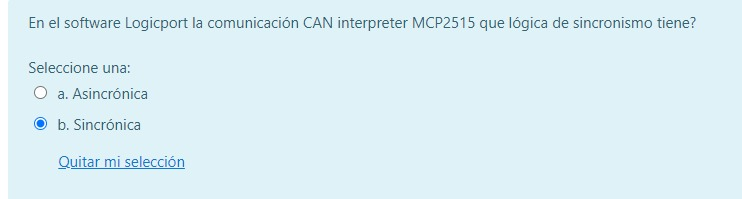 En el software Logicport la comunicación CAN interpreter MCP2515 que lógica de sincronismo tiene?
Seleccione una:
a. Asincrónica
b. Sincrónica
Quitar mi selección